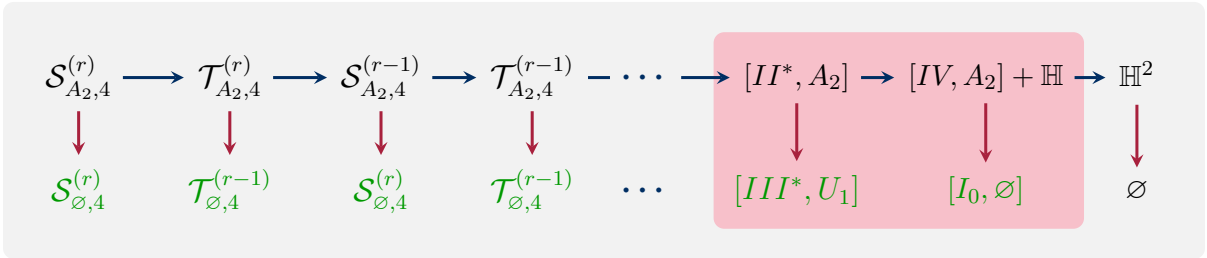 𝒮_{A_2,4}^{(r)} → 𝒯_{A_2,4}^{(r)} → 𝒮_{A_2,4}^{(r-1)} → 𝒯_{A_2,4}^{(r-1)} — ⋯ → [II^*, A_2] → [IV, A_2] + ℍ → ℍ^2
𝒮_{∅,4}^{(r)} 𝒯_{∅,4}^{(r-1)} 𝒮_{∅,4}^{(r)} 𝒯_{∅,4}^{(r-1)} ⋯ [III^*, U_1] [I_0, ∅] ∅